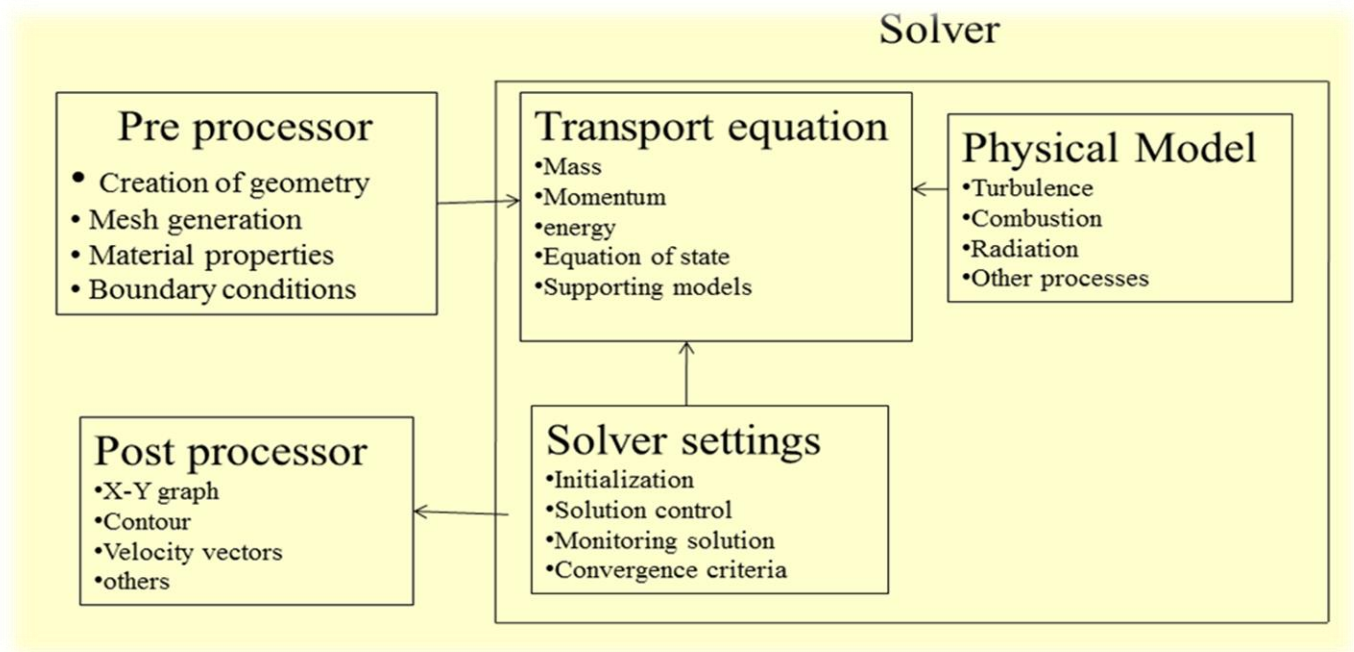 Solver
Pre processor
• Creation of geometry
• Mesh generation
• Material properties
• Boundary conditions
Transport equation
•Mass
•Momentum
•energy
•Equation of state
•Supporting models
Physical Model
•Turbulence
•Combustion
•Radiation
•Other processes
Post processor
•X-Y graph
•Contour
•Velocity vectors
•others
Solver settings
•Initialization
•Solution control
•Monitoring solution
•Convergence criteria